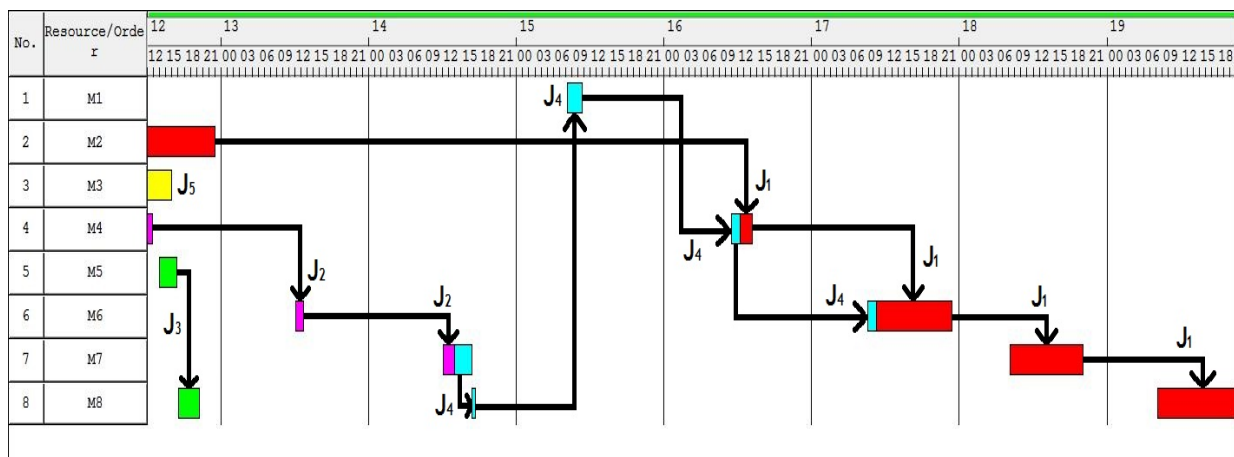 No. Resource/Orde
r
12 13 14 15 16 17 18 19
12 15 18 21 00 03 06 09 12 15 18 21 00 03 06 09 12 15 18 21 00 03 06 09 12 15 18 21 00 03 06 09 12 15 18 21 00 03 06 09 12 15 18 21 00 03 06 09 12 15 18 21 00 03 06 09 12 15 18
1 M1 J4
2 M2 J1
3 M3 J5
4 M4 J4
J1
5 M5 J2
J3
6 M6 J2 J4 J1
7 M7 J1
8 M8 J4